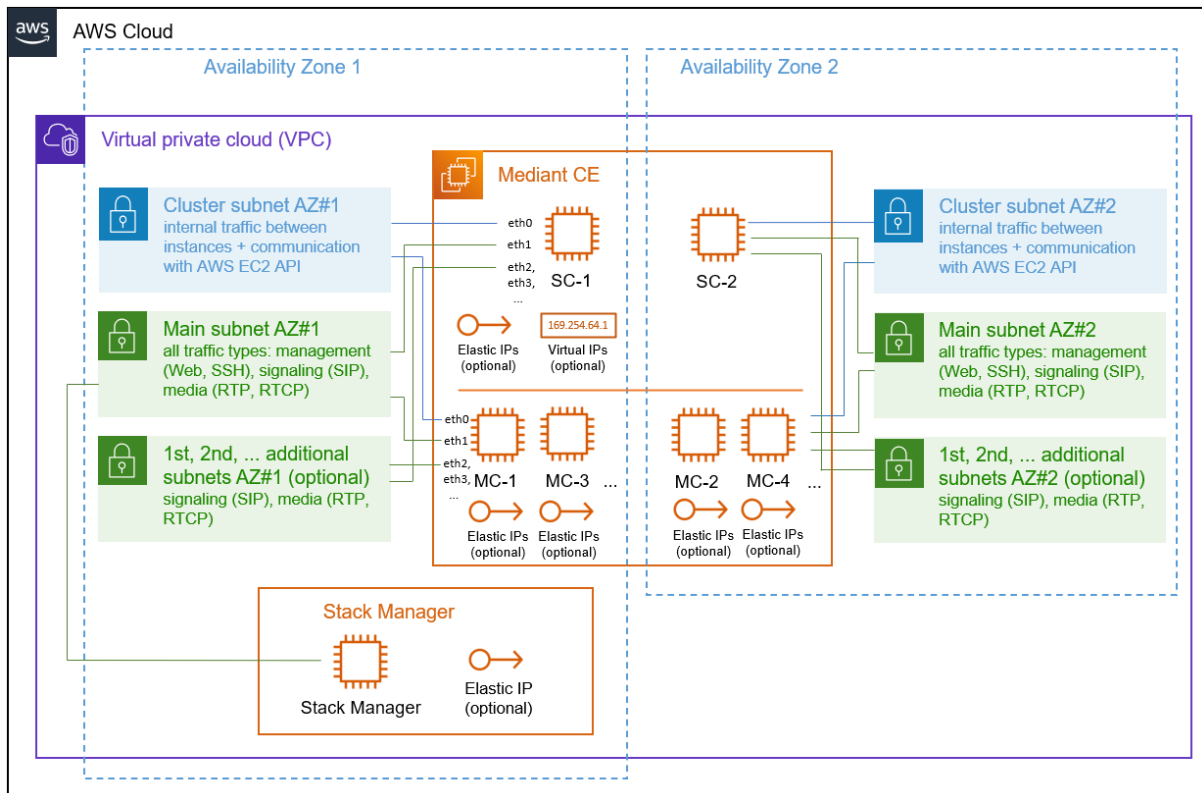 aws
AWS Cloud
Availability Zone 1
Availability Zone 2
Virtual private cloud (VPC)
Mediant CE
Cluster subnet AZ#1
internal traffic between
instances + communication
with AWS EC2 API
Main subnet AZ#1
all traffic types: management
(Web, SSH), signaling (SIP),
media (RTP, RTCP)
1st, 2nd, ... additional
subnets AZ#1 (optional)
signaling (SIP), media (RTP,
RTCP)
eth0
eth1
eth2,
eth3,
...
SC-1
SC-2
Elastic IPs
(optional)
169.254.64.1
Virtual IPs
(optional)
eth0
eth1
eth2,
eth3,
...
MC-1
MC-3
...
MC-2
MC-4
...
Elastic IPs
(optional)
Elastic IPs
(optional)
Elastic IPs
(optional)
Elastic IPs
(optional)
Cluster subnet AZ#2
internal traffic between
instances + communication
with AWS EC2 API
Main subnet AZ#2
all traffic types: management
(Web, SSH), signaling (SIP),
media (RTP, RTCP)
1st, 2nd, ... additional
subnets AZ#2 (optional)
signaling (SIP), media (RTP,
RTCP)
Stack Manager
Stack Manager
Elastic IP
(optional)